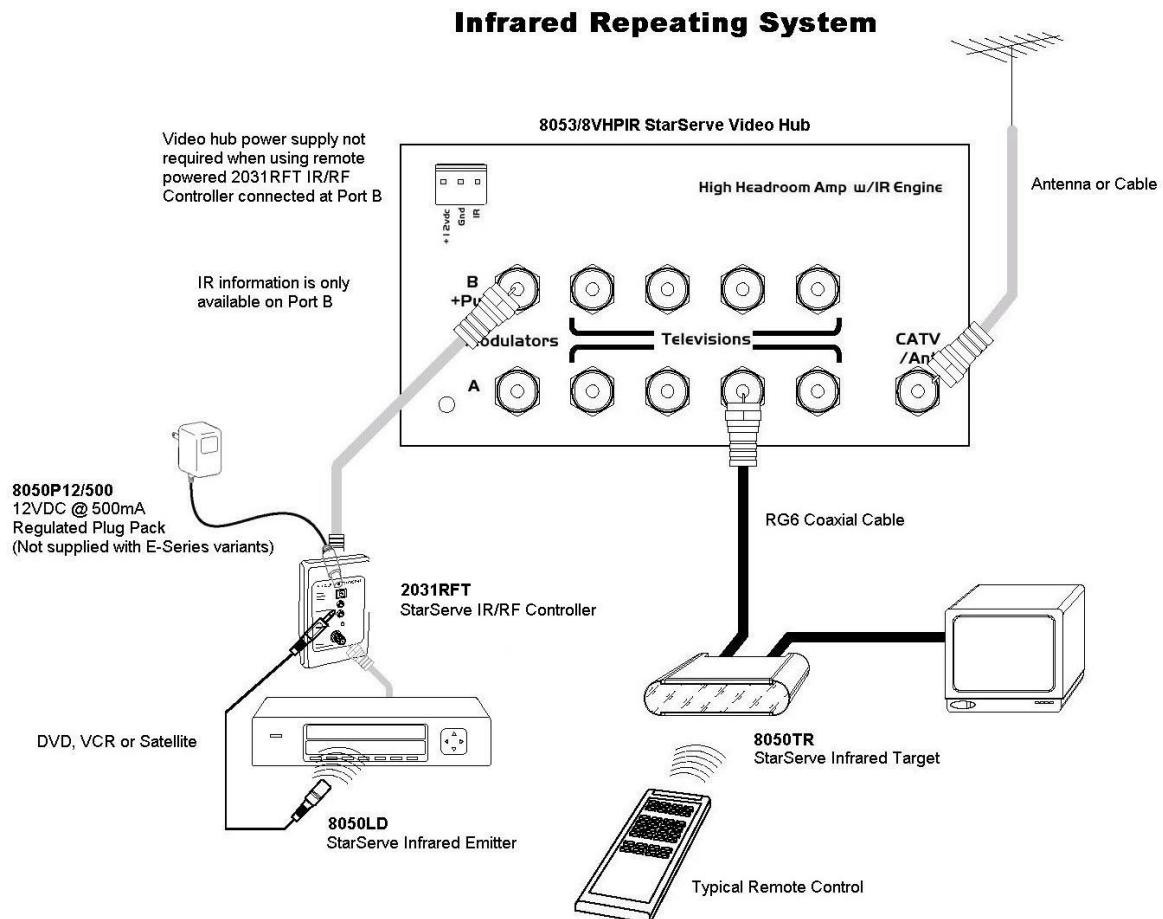 Infrared Repeating System
8053/8VHPIR StarServe Video Hub
Video hub power supply not
required when using remote
powered 2031RFT IR/RF
Controller connected at Port B
+12vdc
Gnd
IR
High Headroom Amp w/IR Engine
Antenna or Cable
IR information is only
available on Port B
B
Modulators
Televisions
CATV
/Ant
A
8050P12/500
12VDC @ 500mA
Regulated Plug Pack
(Not supplied with E-Series variants)
RG6 Coaxial Cable
2031RFT
StarServe IR/RF Controller
DVD, VCR or Satellite
8050TR
StarServe Infrared Target
8050LD
StarServe Infrared Emitter
Typical Remote Control